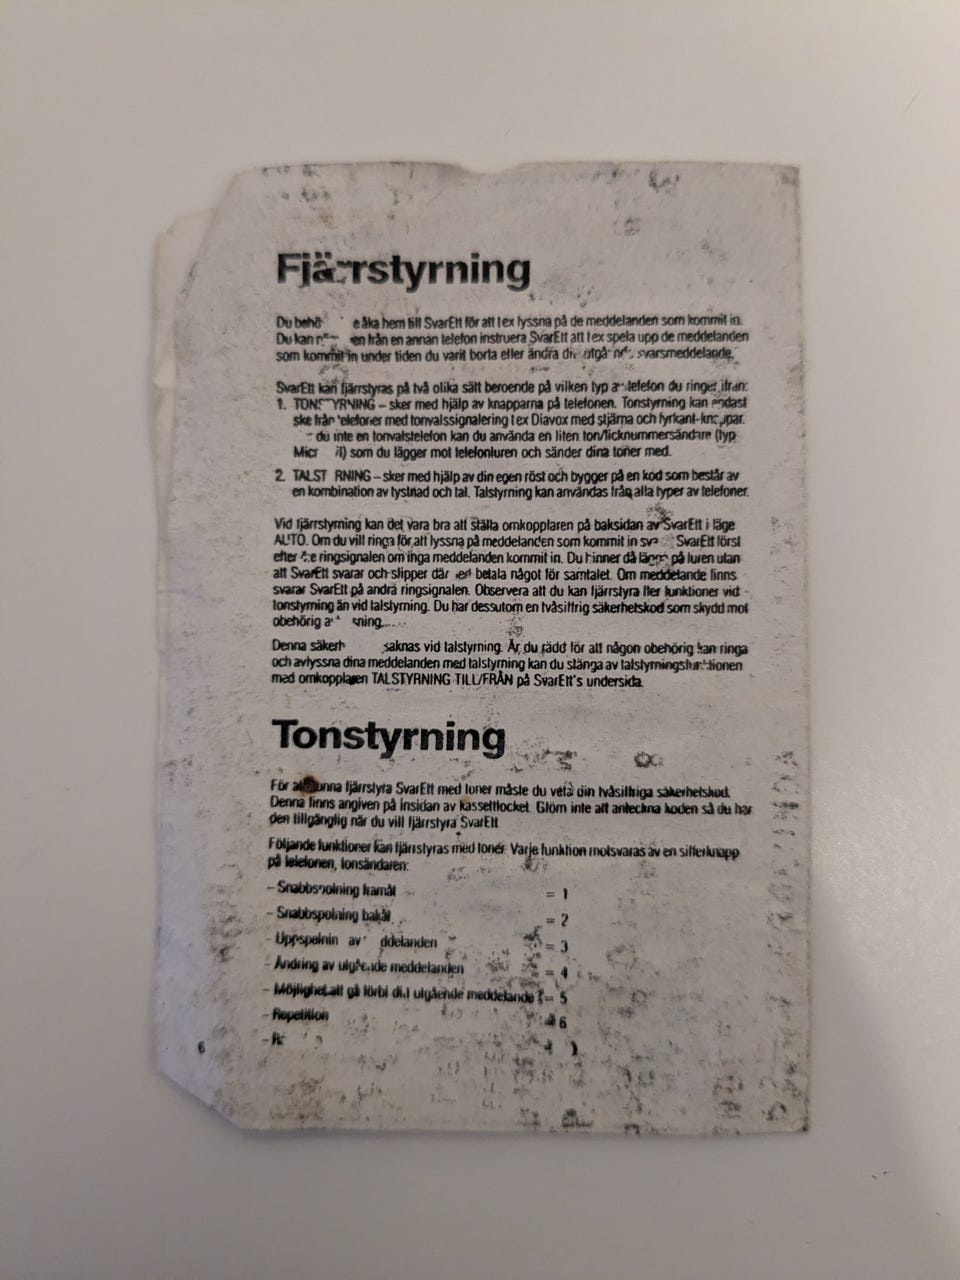 Fjärrstyrning
Du åka hem till SvarEtt för att t ex lyssna på de meddelanden som kommit in.
Du kan från en annan telefon instruera SvarEtt att t ex spela upp de meddelanden
som kommit in under tiden du varit borta eller ändra svarsmeddelande.
SvarEtt kan fjärrstyras på två olika sätt beroende på vilken typ av telefon du ringer ifrån:
1. TONSTYRNING – sker med hjälp av knapparna på telefonen. Tonstyrning kan endast
ske från telefoner med tonvalssignalering t ex Diavox med stjärna och fyrkant-knappar.
du inte en tonvalstelefon kan du använda en liten ton/ficknummersändare (typ
som du lägger mot telefonluren och sänder dina toner med.
2. TALSTYRNING – sker med hjälp av din egen röst och bygger på en kod som består av
en kombination av tystnad och tal. Talstyrning kan användas från alla typer av telefoner.
Vid fjärrstyrning kan det vara bra att ställa omkopplaren på baksidan av SvarEtt i läge
AUTO. Om du vill ringa för att lyssna på meddelanden som kommit in SvarEtt först
efter ringsignalen om inga meddelanden kommit in. Du hinner då lägga på luren utan
att SvarEtt svarar och slipper betala något för samtalet. Om meddelande finns
svarar SvarEtt på andra ringsignalen. Observera att du kan fjärrstyra fler funktioner vid
tonstyrning än vid talstyrning. Du har dessutom en tvåsiffrig säkerhetskod som skydd mot
obehörig
Denna saknas vid talstyrning. Är du rädd för att någon obehörig kan ringa
och avlyssna dina meddelanden med talstyrning kan du stänga av talstyrningsfunktionen
med omkopplaren TALSTYRNING TILL/FRÅN på SvarEtt's undersida.
Tonstyrning
För att kunna fjärrstyra SvarEtt med toner måste du veta din tvåsiffriga säkerhetskod.
Denna finns angiven på insidan av kassettlocket. Glöm inte att anteckna koden så du har
den tillgänglig när du vill fjärrstyra SvarEtt
Följande funktioner kan fjärrstyras med toner. Varje funktion motsvaras av en sifferknapp
på telefonen, tonsändaren:
– Snabbspolning framåt = 1
– Snabbspolning bakåt = 2
– Uppspelning av meddelanden = 3
– Ändring av utgående meddelanden = 4
– Möjlighet att gå förbi det utgående meddelande = 5
– Repetition 6
6